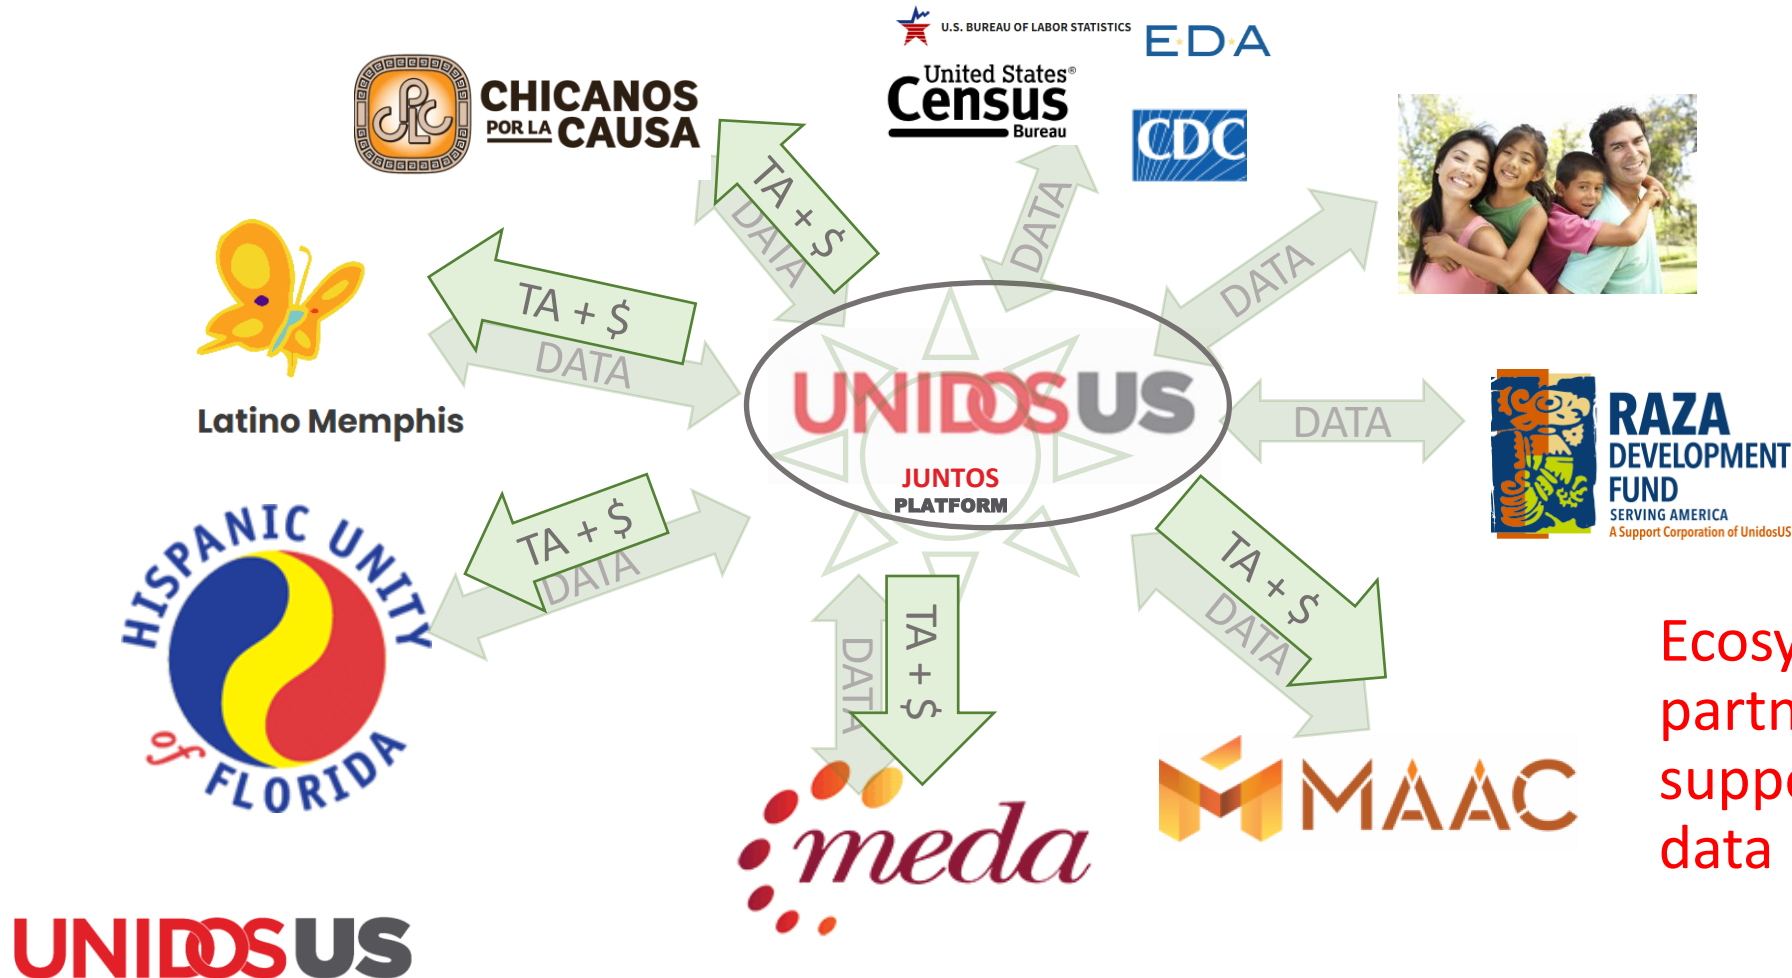 U.S. BUREAU OF LABOR STATISTICS
E·D·A
United States®
Census
Bureau
CDC
CPLC
CHICANOS
POR LA CAUSA
TA + $
DATA
DATA
DATA
TA + $
DATA
Latino Memphis
UNIDOSUS
JUNTOS
PLATFORM
DATA
RAZA
DEVELOPMENT
FUND
SERVING AMERICA
A Support Corporation of UnidosUS
HISPANIC UNITY
of FLORIDA
TA + $
DATA
TA + $
DATA
TA + $
DATA
meda
MAAC
data
UNIDOSUS